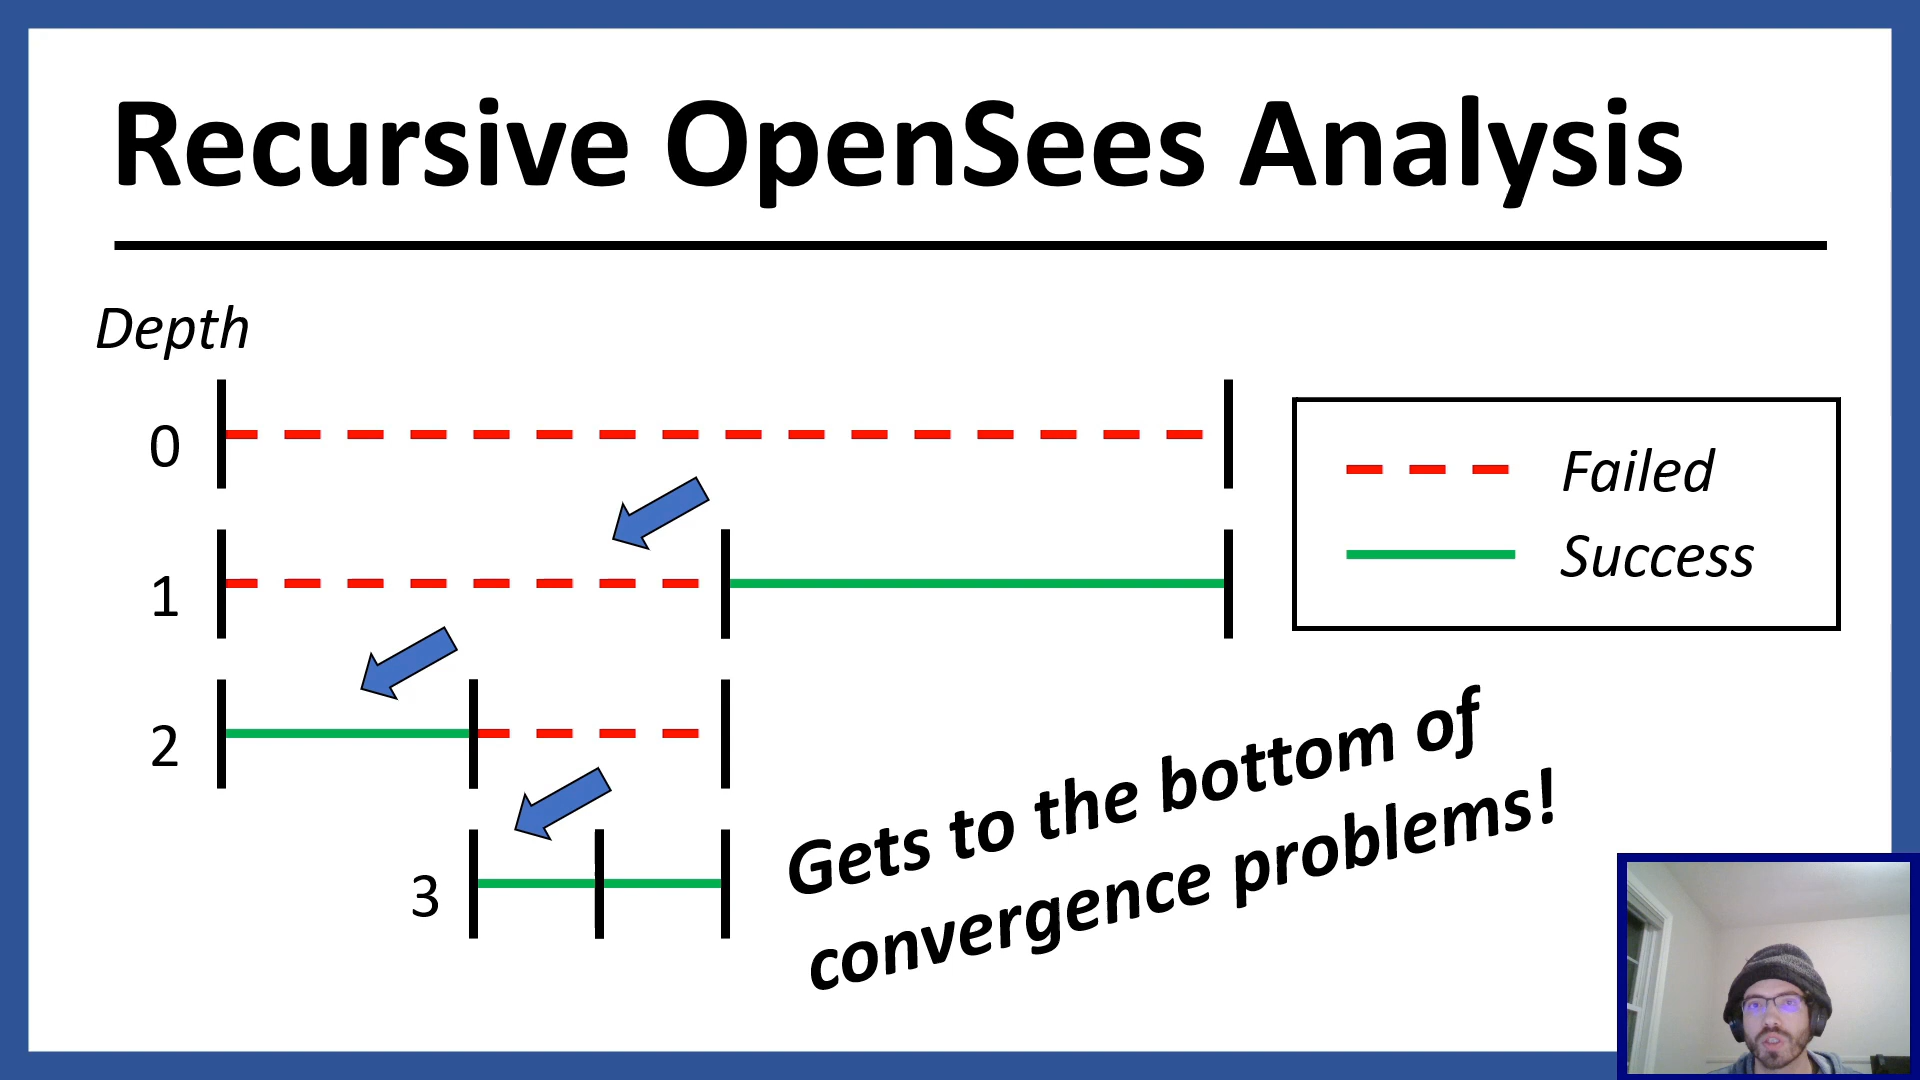 Recursive OpenSees Analysis
Depth
0
Failed
1
Success
2
Gets to the bottom of
convergence problems!
3